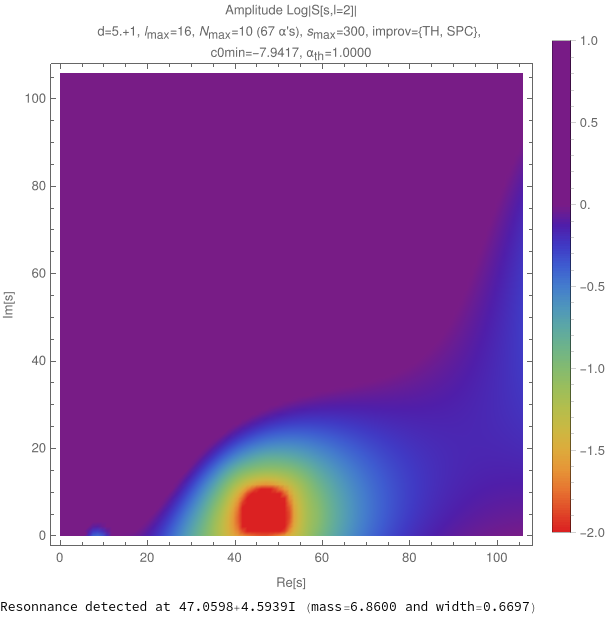 Amplitude Log|S[s,l=2]|
d=5.+1, lmax=16, Nmax=10 (67 α's), smax=300, improv={TH, SPC},
c0min=−7.9417, αth=1.0000
1.0
0.5
0.
−0.5
−1.0
−1.5
−2.0
100
80
60
40
20
0
Im[s]
0 20 40 60 80 100
Re[s]
Resonnance detected at 47.0598+4.5939I (mass=6.8600 and width=0.6697)